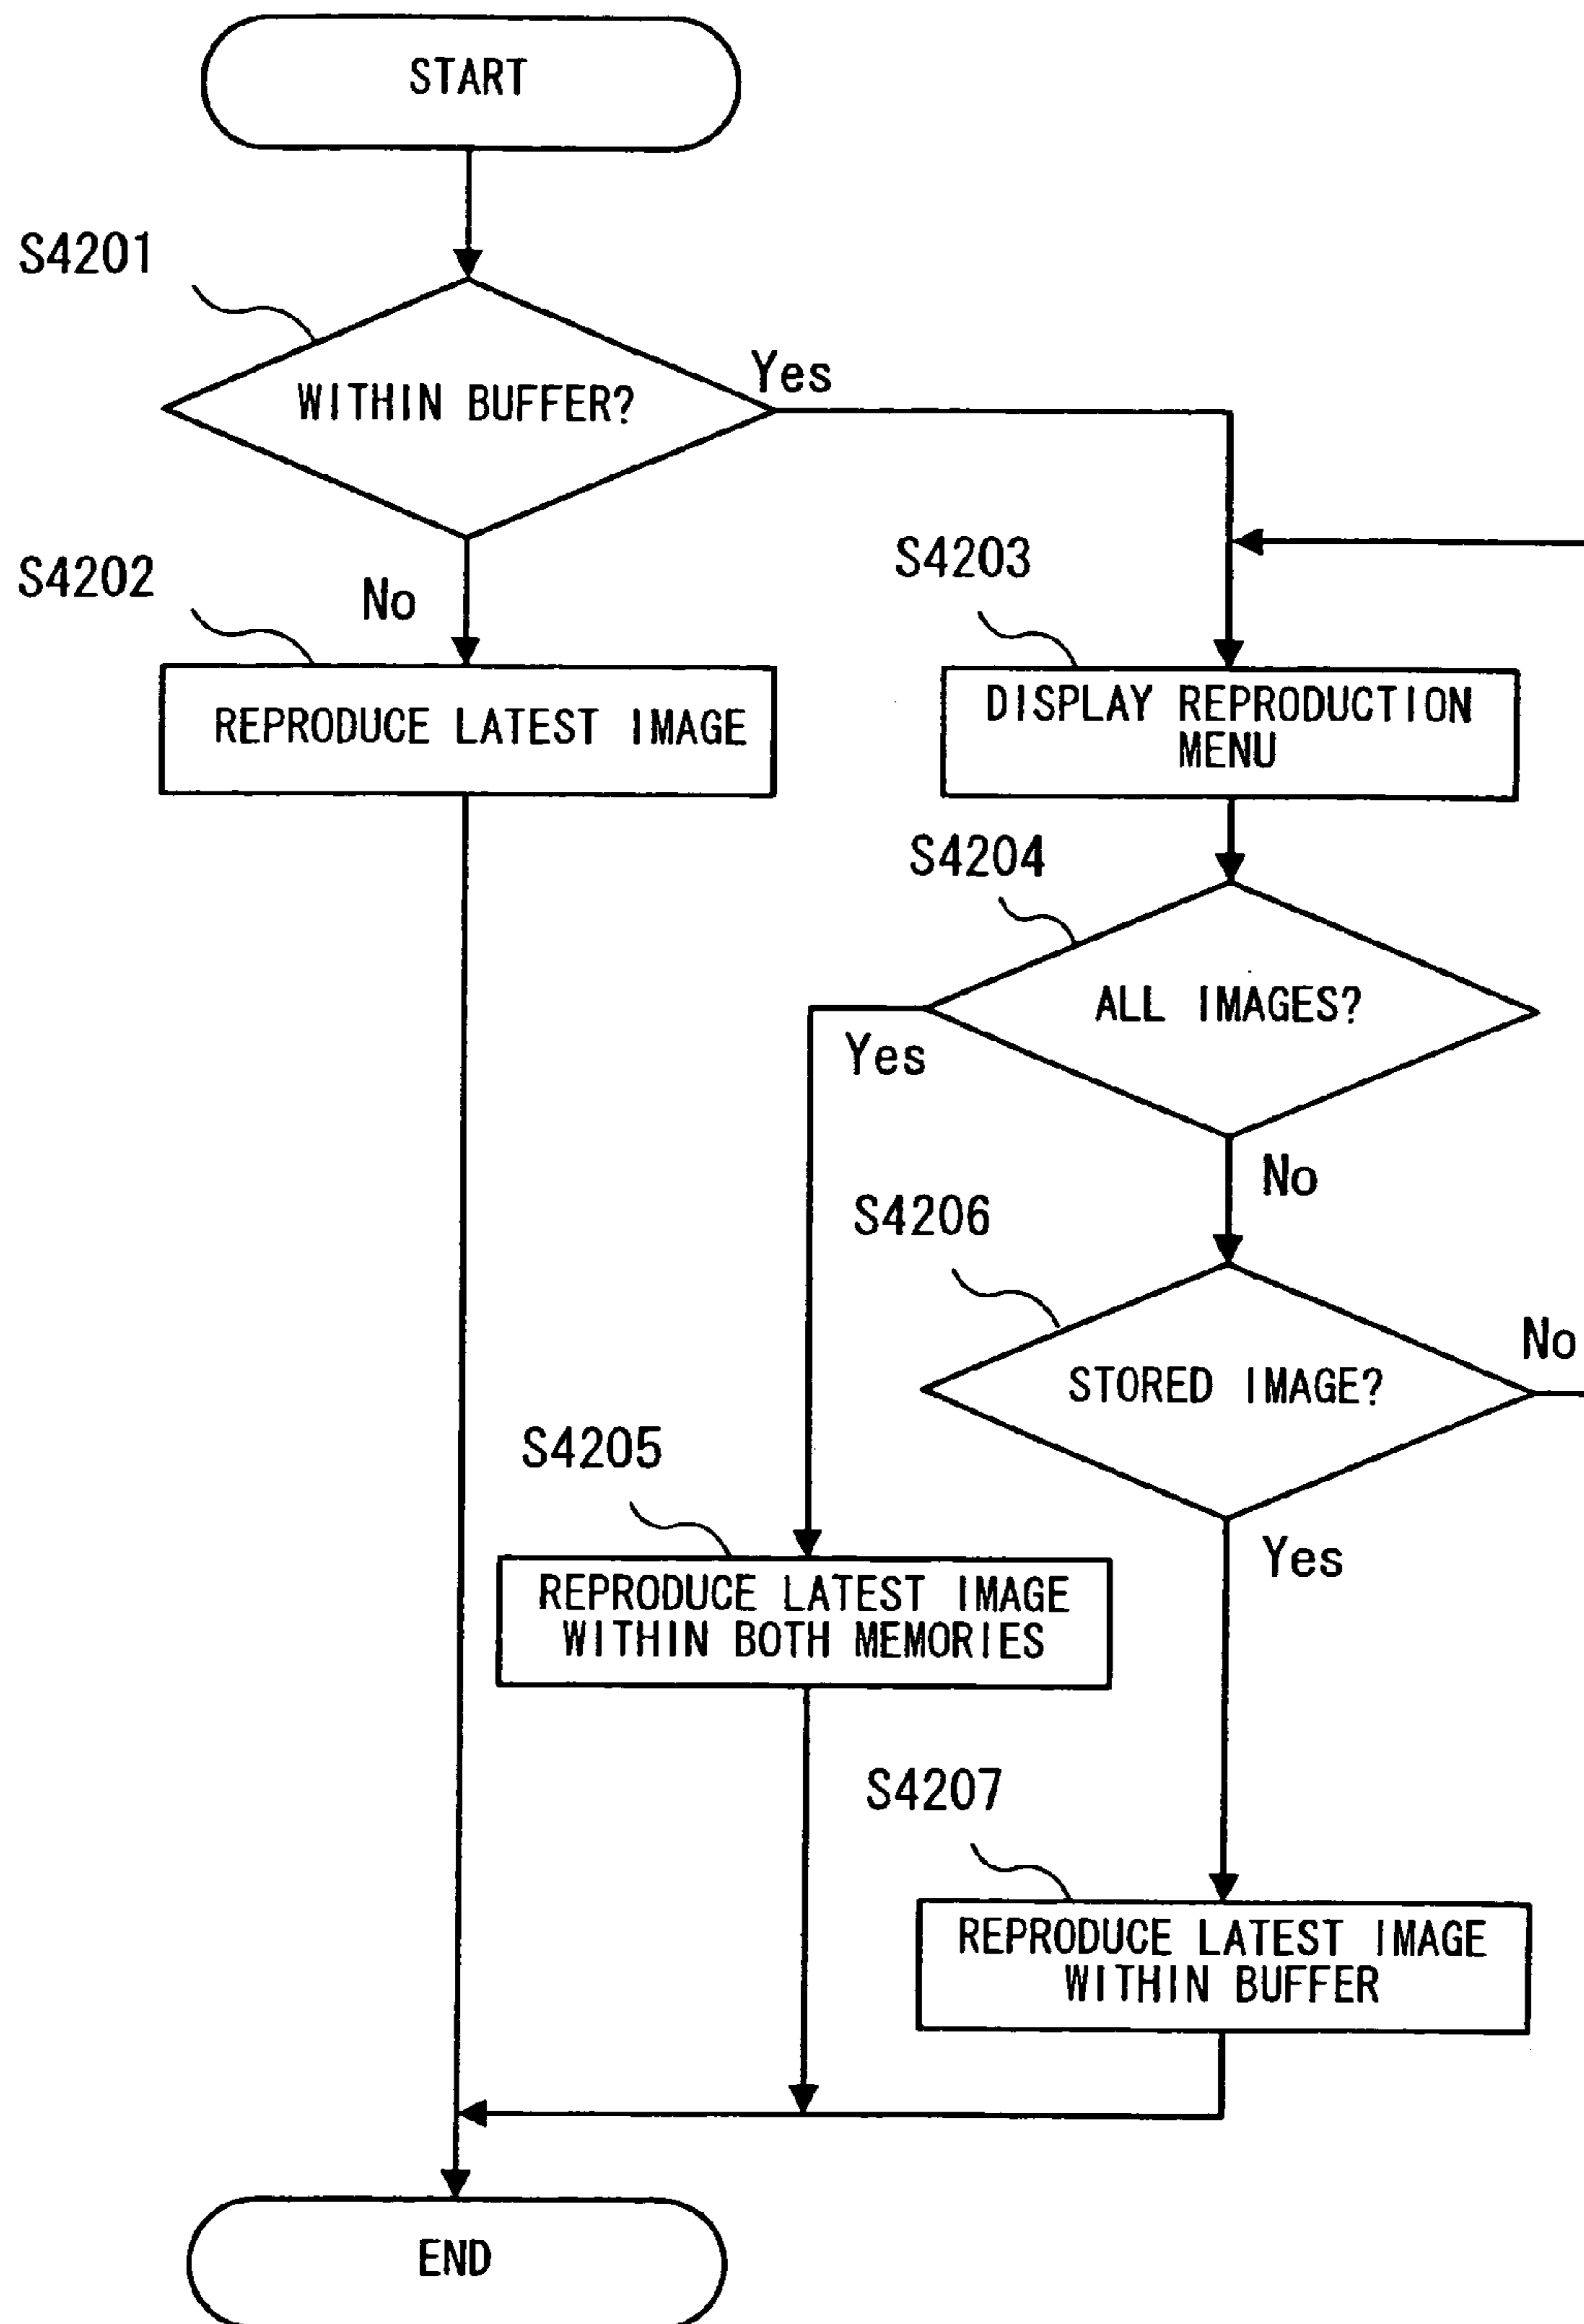 START
S4201
WITHIN BUFFER?
Yes
S4202
No
REPRODUCE LATEST IMAGE
S4203
DISPLAY REPRODUCTION
MENU
S4204
ALL IMAGES?
Yes
No
S4206
STORED IMAGE?
No
Yes
S4205
REPRODUCE LATEST IMAGE
WITHIN BOTH MEMORIES
S4207
REPRODUCE LATEST IMAGE
WITHIN BUFFER
END